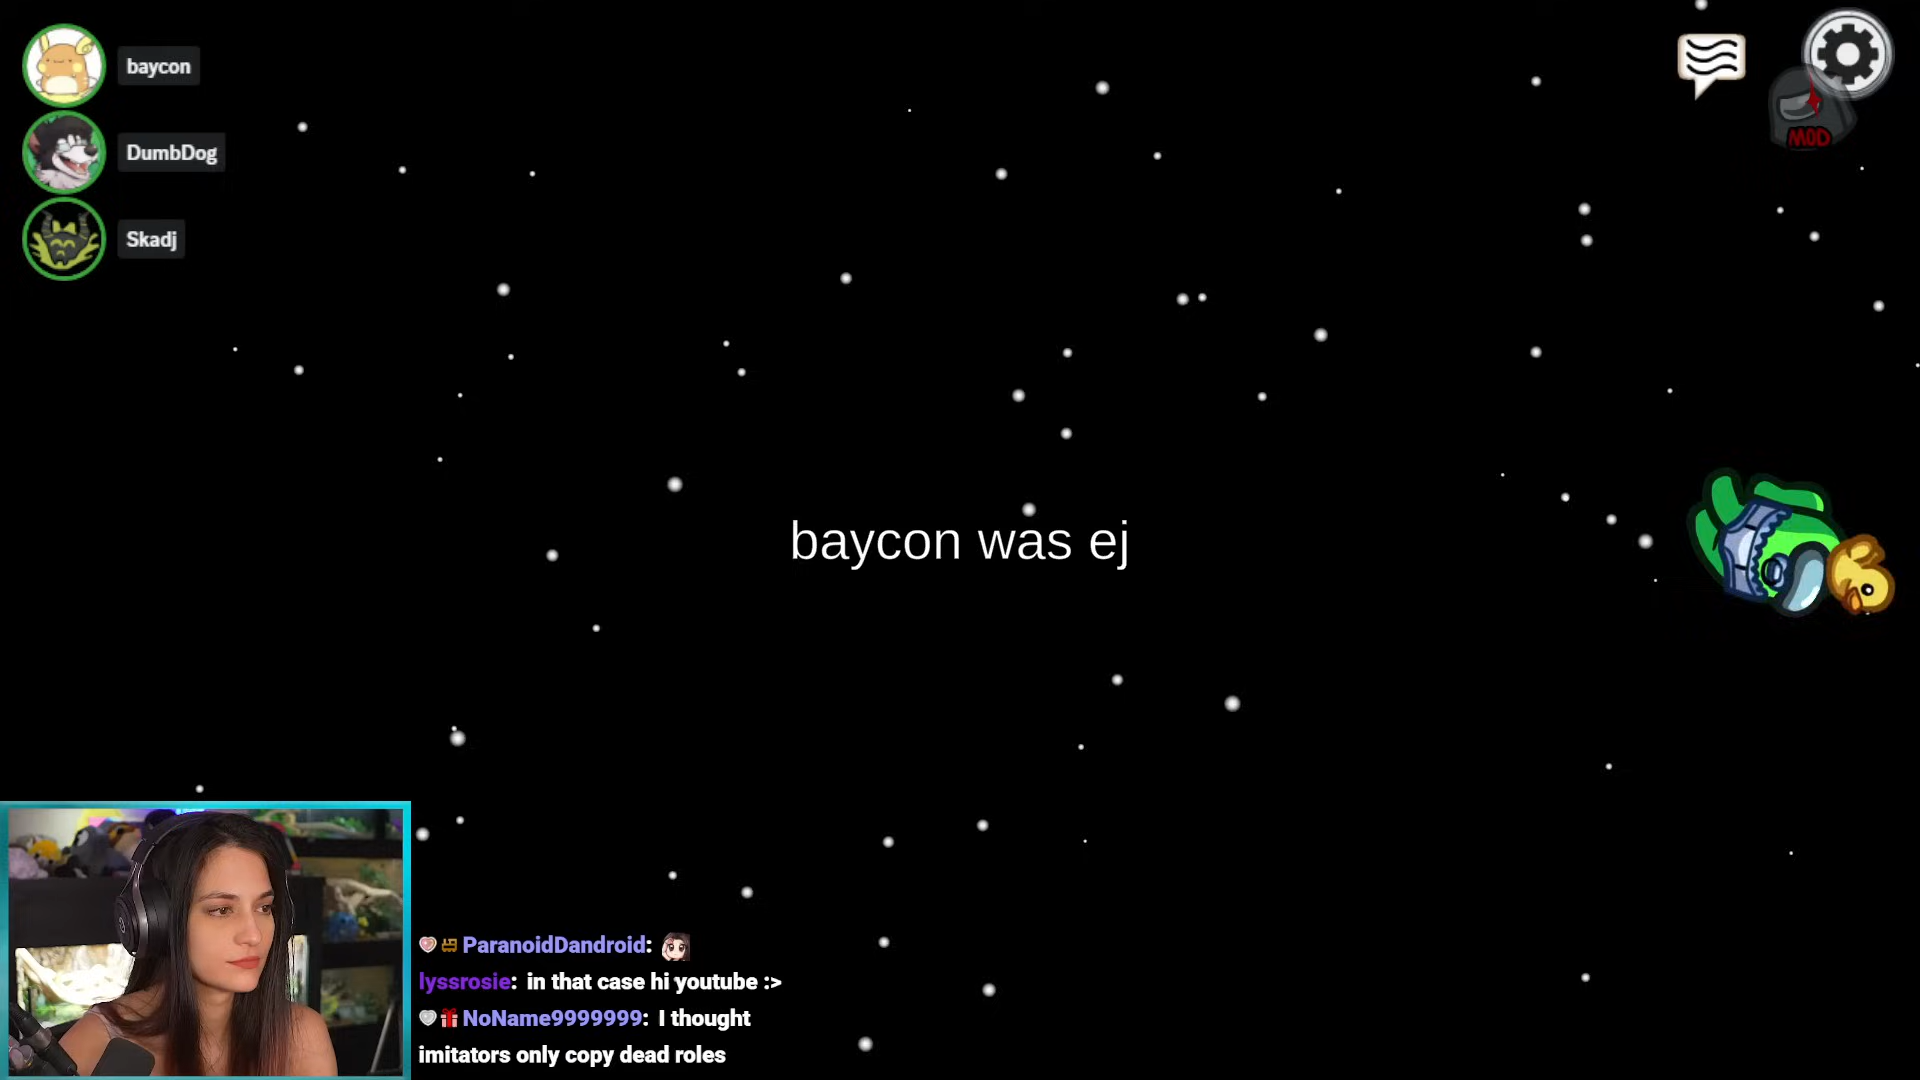 baycon
DumbDog
Skadj
MOD
baycon was ej
ParanoidDandroid:
lyssrosie: in that case hi youtube :>
NoName9999999: I thought
imitators only copy dead roles